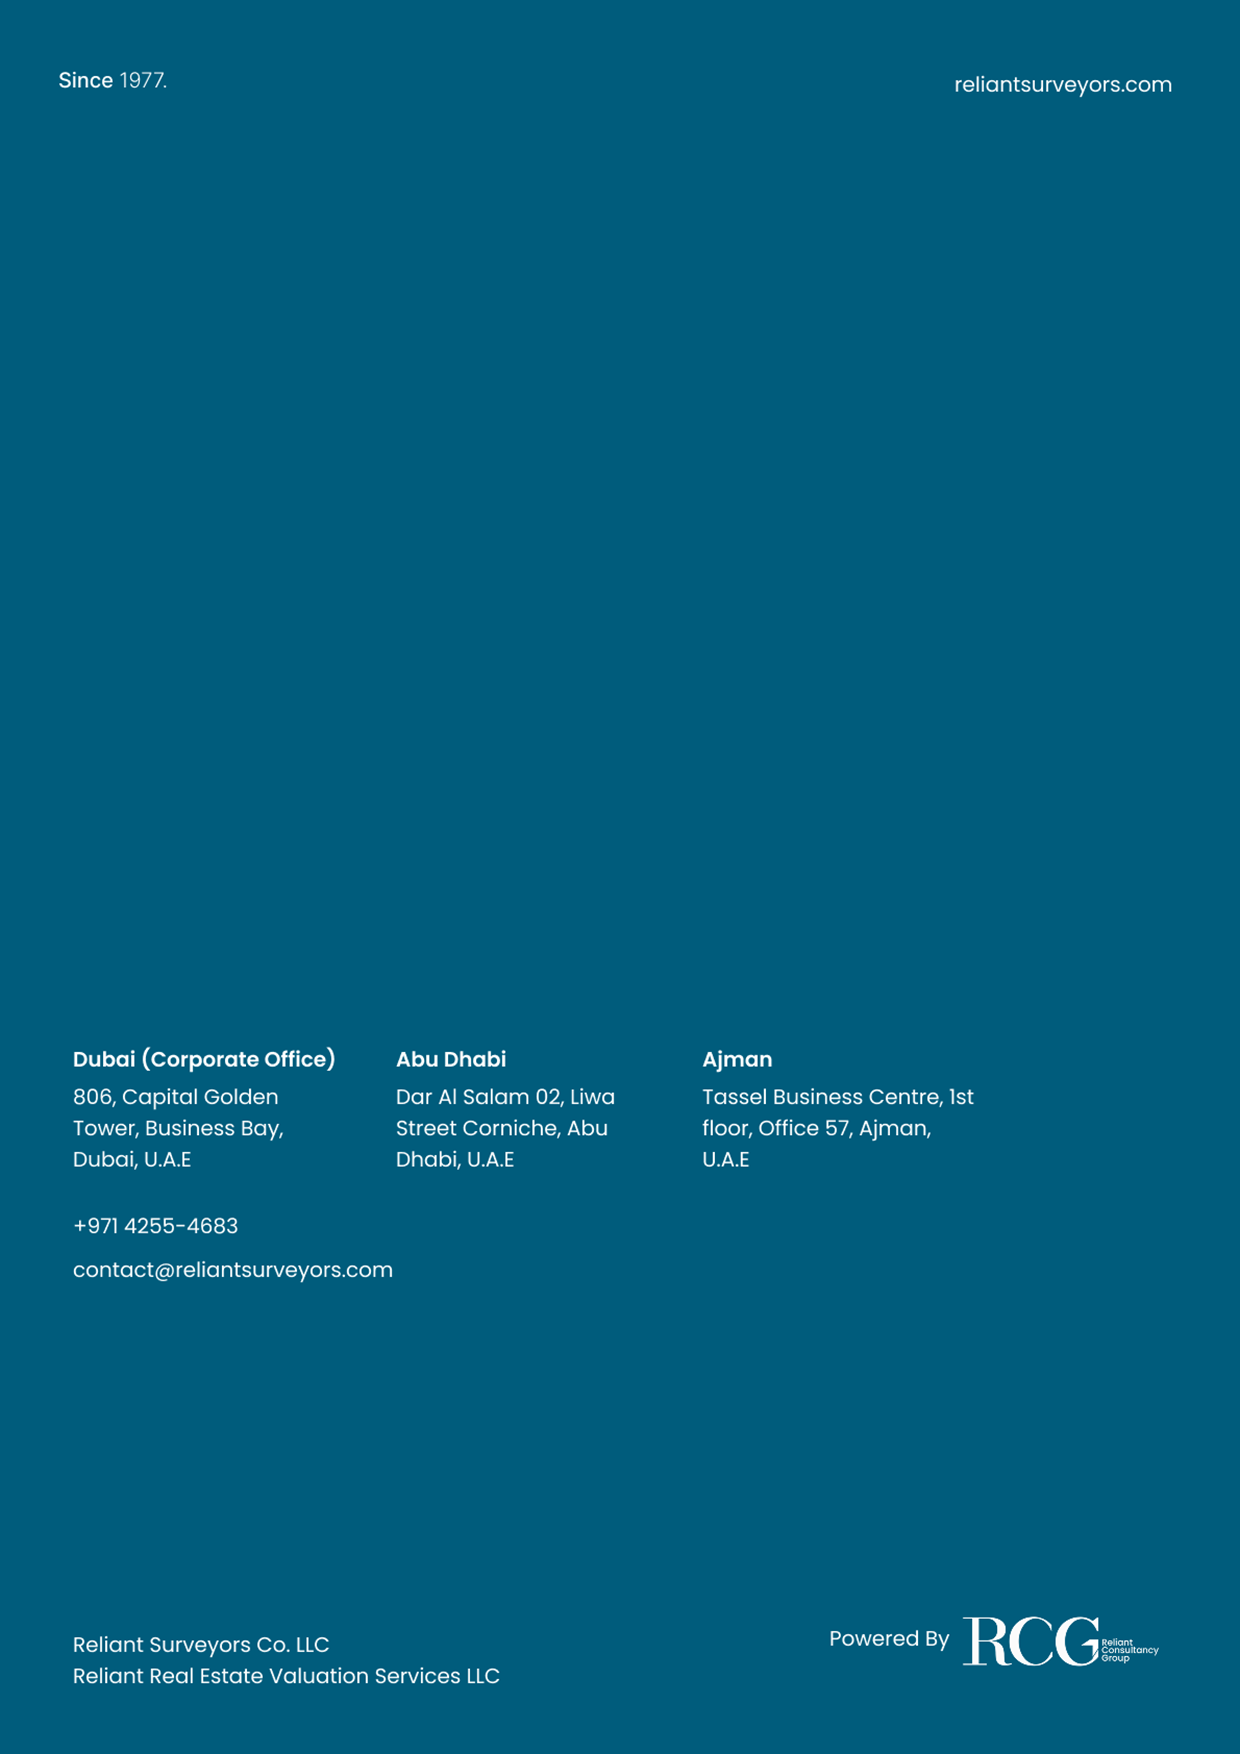 Since 1977.
reliantsurveyors.com
Dubai (Corporate Office)
806, Capital Golden
Tower, Business Bay,
Dubai, U.A.E
Abu Dhabi
Dar Al Salam 02, Liwa
Street Corniche, Abu
Dhabi, U.A.E
Ajman
Tassel Business Centre, 1st
floor, Office 57, Ajman,
U.A.E
+971 4255-4683
contact@reliantsurveyors.com
Reliant Surveyors Co. LLC
Reliant Real Estate Valuation Services LLC
Powered By
RCG
Reliant
Consultancy
Group